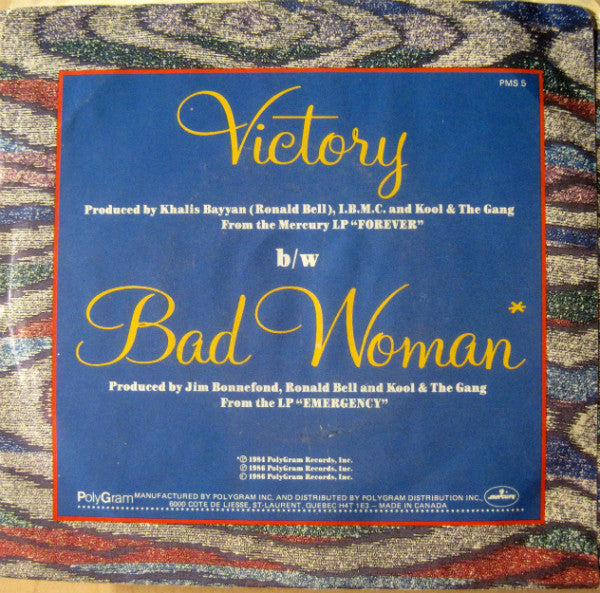 PMS 5
Victory
Produced by Khalis Bayyan (Ronald Bell), I.B.M.C. and Kool & The Gang
From the Mercury LP “FOREVER”
b/w
Bad Woman*
Produced by Jim Bonnefond, Ronald Bell and Kool & The Gang
From the LP “EMERGENCY”
*℗ 1984 PolyGram Records, Inc.
℗ 1986 PolyGram Records, Inc.
© 1986 PolyGram Records, Inc.
PolyGram MANUFACTURED BY POLYGRAM INC. AND DISTRIBUTED BY POLYGRAM DISTRIBUTION INC.,
6000 COTE DE LIESSE, ST-LAURENT, QUEBEC H4T 1E3 – MADE IN CANADA
mercury